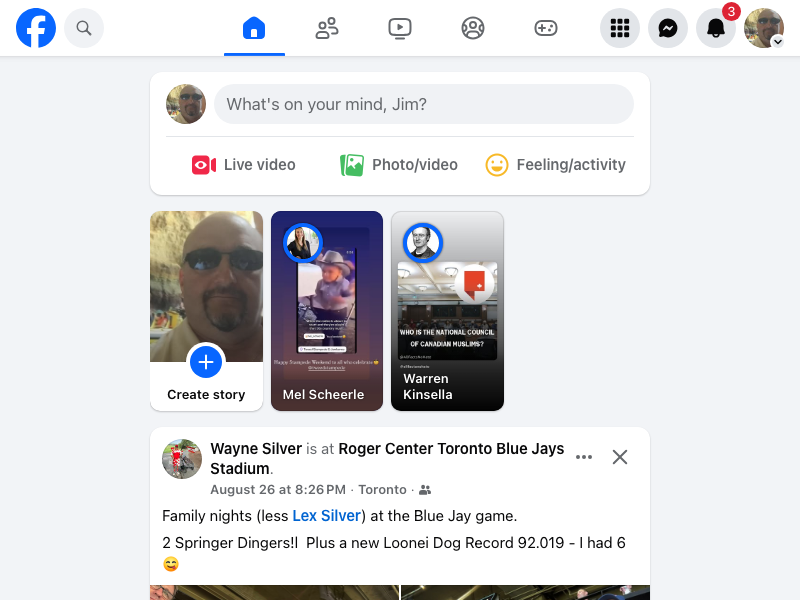 3
What's on your mind, Jim?
Live video
Photo/video
Feeling/activity
Create story
Mel Scheerle
WHO IS THE NATIONAL COUNCIL
OF CANADIAN MUSLIMS?
Warren
Kinsella
Wayne Silver is at Roger Center Toronto Blue Jays
Stadium.
August 26 at 8:26 PM · Toronto ·
Family nights (less Lex Silver) at the Blue Jay game.
2 Springer Dingers!! Plus a new Loonei Dog Record 92.019 - I had 6